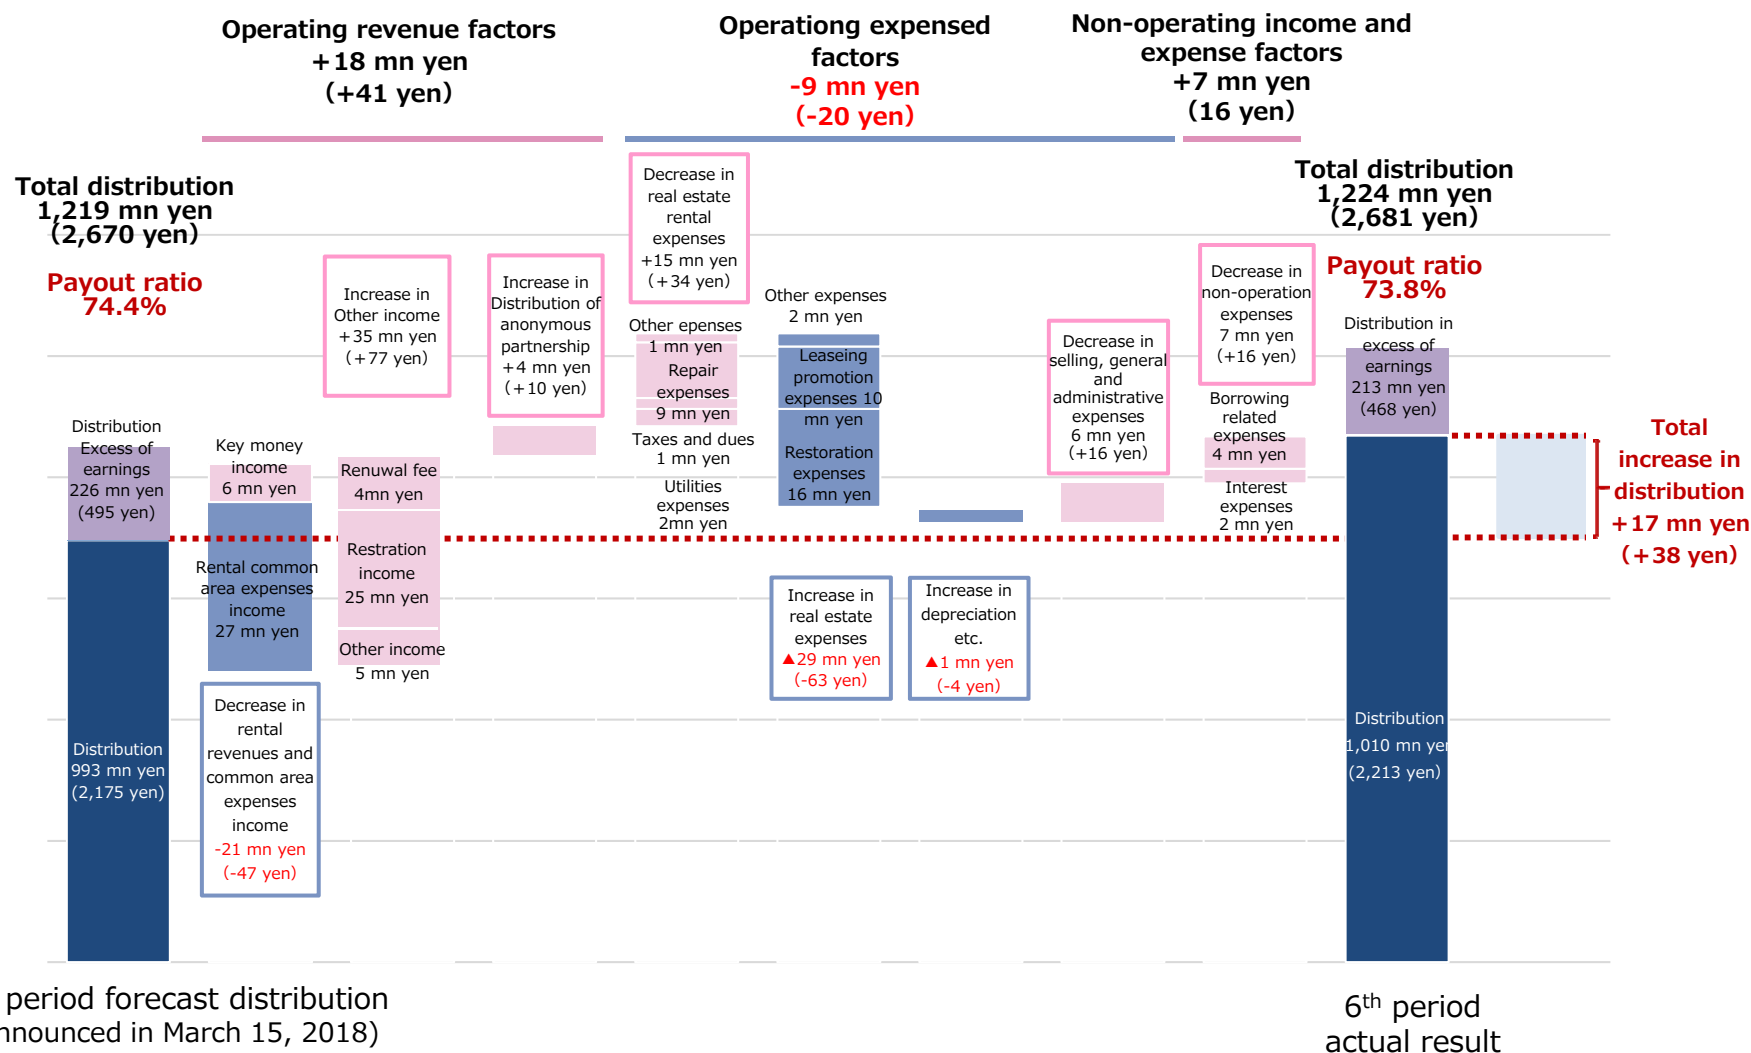 Operating revenue factors
+18 mn yen
(+41 yen)
Operationg expensed
factors
-9 mn yen
(-20 yen)
Non-operating income and
expense factors
+7 mn yen
(16 yen)
Total distribution
1,219 mn yen
(2,670 yen)
Payout ratio
74.4%
Distribution
Excess of
earnings
226 mn yen
(495 yen)
Distribution
993 mn yen
(2,175 yen)
Key money
income
6 mn yen
Rental common
area expenses
income
27 mn yen
Decrease in
rental
revenues and
common area
expenses
income
-21 mn yen
(-47 yen)
Increase in
Other income
+35 mn yen
(+77 yen)
Renuwal fee
4mn yen
Restration
income
25 mn yen
Other income
5 mn yen
Increase in
Distribution of
anonymous
partnership
+4 mn yen
(+10 yen)
Decrease in
real estate
rental
expenses
+15 mn yen
(+34 yen)
Other epenses
1 mn yen
Repair
expenses
9 mn yen
Taxes and dues
1 mn yen
Utilities
expenses
2mn yen
Other expenses
2 mn yen
Leaseing
promotion
expenses 10
mn yen
Restoration
expenses
16 mn yen
Increase in
real estate
expenses
▲29 mn yen
(-63 yen)
Increase in
depreciation
etc.
▲1 mn yen
(-4 yen)
Decrease in
selling, general
and
administrative
expenses
6 mn yen
(+16 yen)
Decrease in
non-operation
expenses
7 mn yen
(+16 yen)
Borrowing
related
expenses
4 mn yen
Interest
expenses
2 mn yen
Total distribution
1,224 mn yen
(2,681 yen)
Payout ratio
73.8%
Distribution in
excess of
earnings
213 mn yen
(468 yen)
Distribution
1,010 mn yen
(2,213 yen)
Total
increase in
distribution
+17 mn yen
(+38 yen)
period forecast distribution
nnounced in March 15, 2018)
6th period
actual result